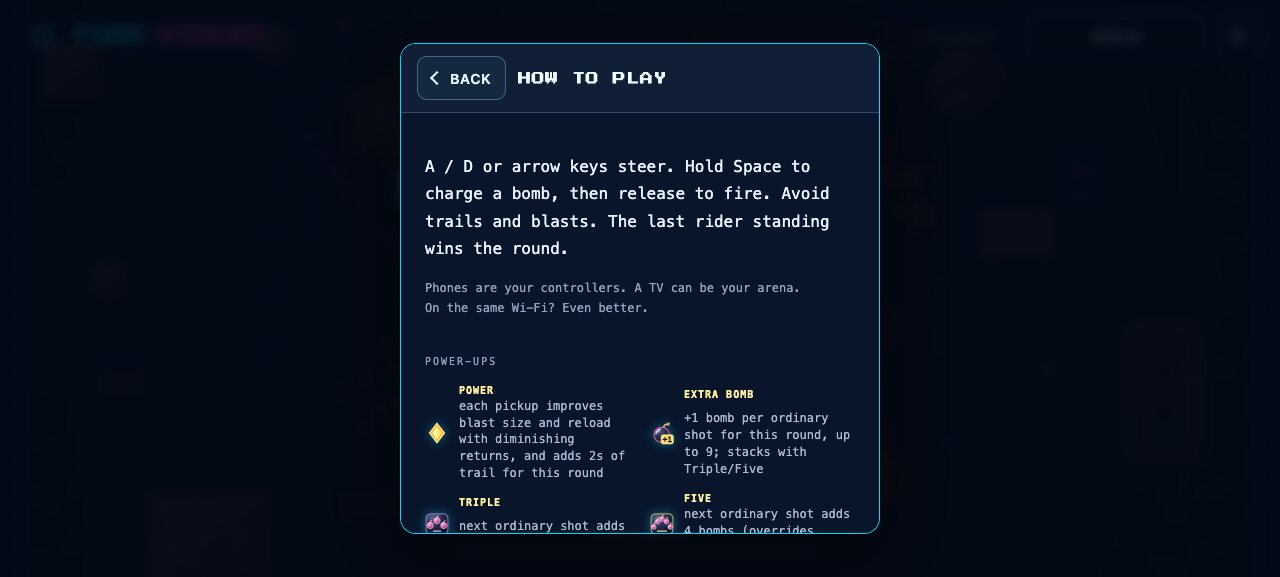 BACK
HOW TO PLAY
A / D or arrow keys steer. Hold Space to
charge a bomb, then release to fire. Avoid
trails and blasts. The last rider standing
wins the round.
Phones are your controllers. A TV can be your arena.
On the same Wi-Fi? Even better.
POWER-UPS
POWER
each pickup improves
blast size and reload
with diminishing
returns, and adds 2s of
trail for this round
EXTRA BOMB
+1 bomb per ordinary
shot for this round, up
to 9; stacks with
Triple/Five
+1
TRIPLE
next ordinary shot adds
FIVE
next ordinary shot adds
4 bombs (overrides